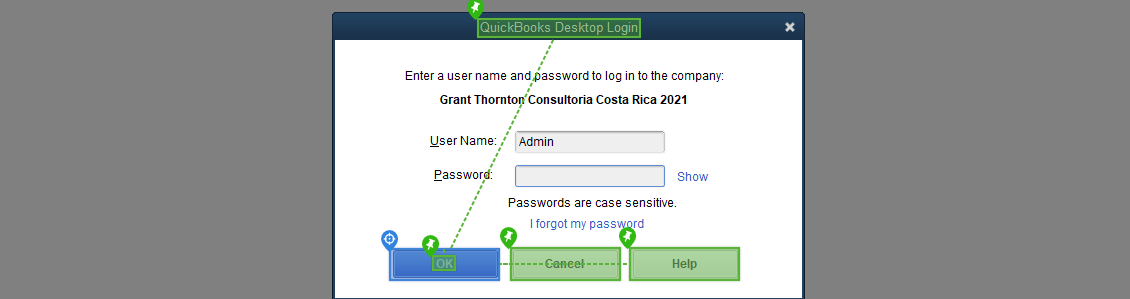 QuickBooks Desktop Login
Enter a user name and password to log in to the company:
Grant Thornton Consultoria Costa Rica 2021
User Name: Admin
Password: Show
Passwords are case sensitive.
I forgot my password
OK Cancel Help